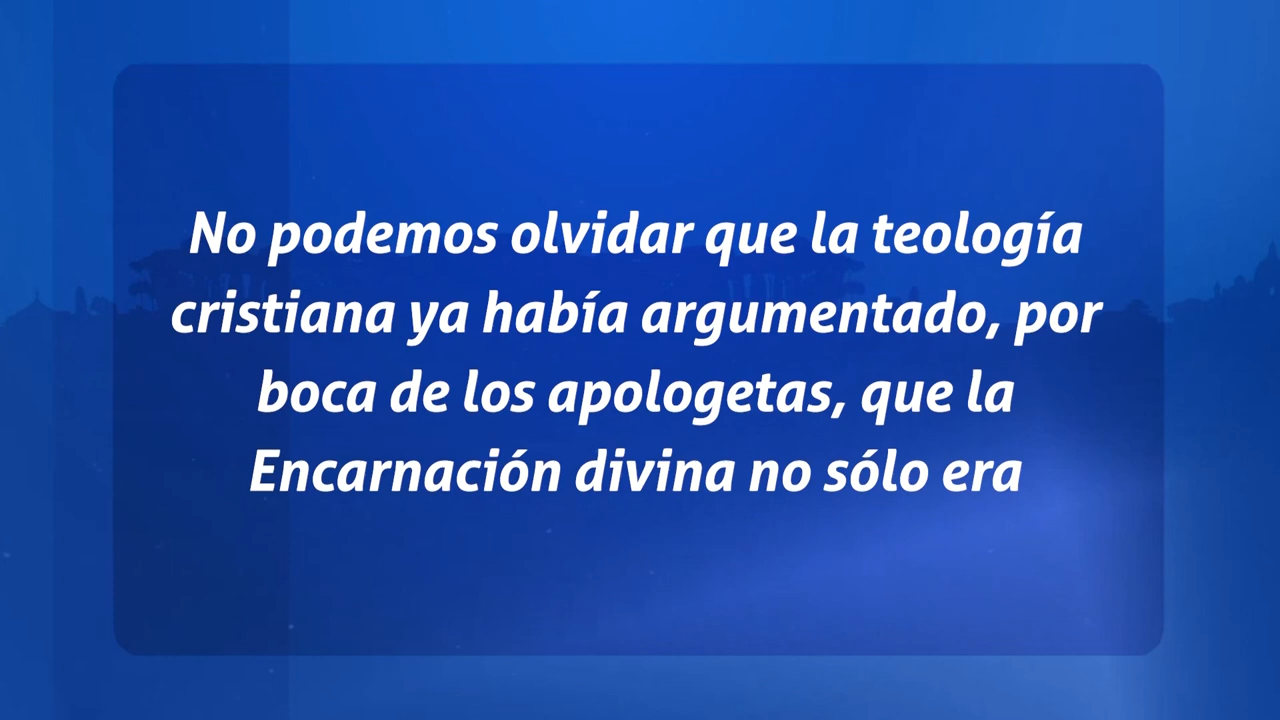 No podemos olvidar que la teología
cristiana ya había argumentado, por
boca de los apologetas, que la
Encarnación divina no sólo era